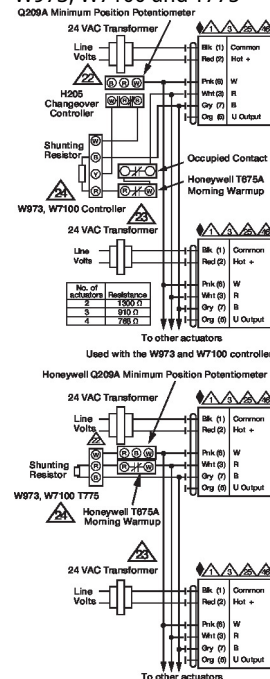 W973, W7100 and T775
Q209A Minimum Position Potentiometer
24 VAC Transformer
Line Volts
Blk (1) Common
Red (2) Hot +
22
B R W
Pnk (6) W
Wht (3) R
Gry (7) B
Org (5) U Output
H205 Changeover Controller
W R B
Shunting Resistor
W
B
Y
R
Occupied Contact
Honeywell T675A Morning Warmup
R W
24
W973, W7100 Controller
23
24 VAC Transformer
Line Volts
Blk (1) Common
Red (2) Hot +
Pnk (6) W
Wht (3) R
Gry (7) B
Org (5) U Output
No. of actuators Resistance
2 1300 Ω
3 910 Ω
4 768 Ω
To other actuators
Used with the W973 and W7100 controller
Honeywell Q209A Minimum Position Potentiometer
24 VAC Transformer
Line Volts
Blk (1) Common
Red (2) Hot +
Pnk (6) W
Wht (3) R
Gry (7) B
Org (5) U Output
Shunting Resistor
W
R
B
R B W
R W
W973, W7100 T775
24
Honeywell T675A Morning Warmup
23
24 VAC Transformer
Line Volts
Blk (1) Common
Red (2) Hot +
Pnk (6) W
Wht (3) R
Gry (7) B
Org (5) U Output
To other actuators